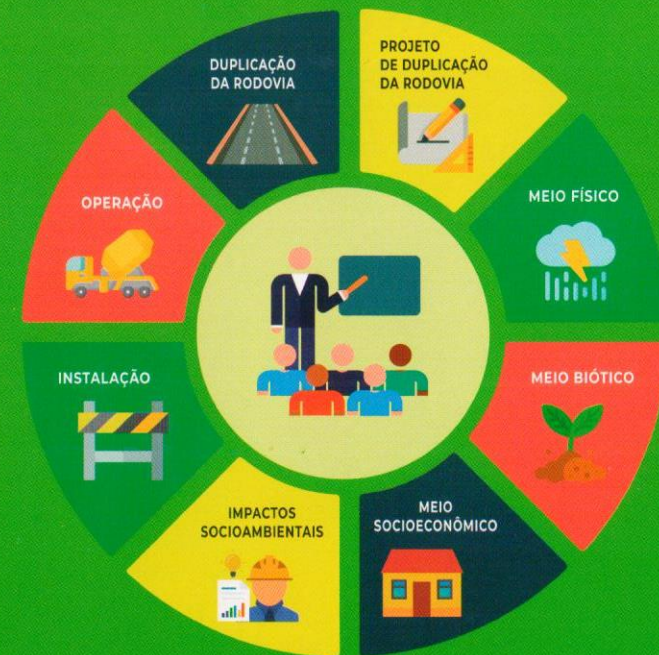 DUPLICAÇÃO
DA RODOVIA
PROJETO
DE DUPLICAÇÃO
DA RODOVIA
MEIO FÍSICO
MEIO BIÓTICO
MEIO
SOCIOECONÔMICO
IMPACTOS
SOCIOAMBIENTAIS
INSTALAÇÃO
OPERAÇÃO